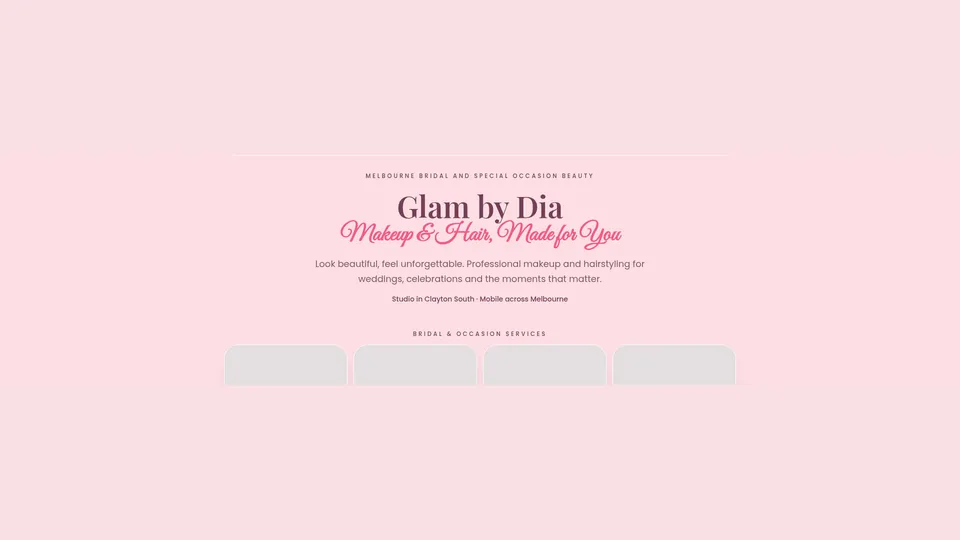 MELBOURNE BRIDAL AND SPECIAL OCCASION BEAUTY
Glam by Dia
Makeup & Hair, Made for You
Look beautiful, feel unforgettable. Professional makeup and hairstyling for
weddings, celebrations and the moments that matter.
Studio in Clayton South · Mobile across Melbourne
BRIDAL & OCCASION SERVICES